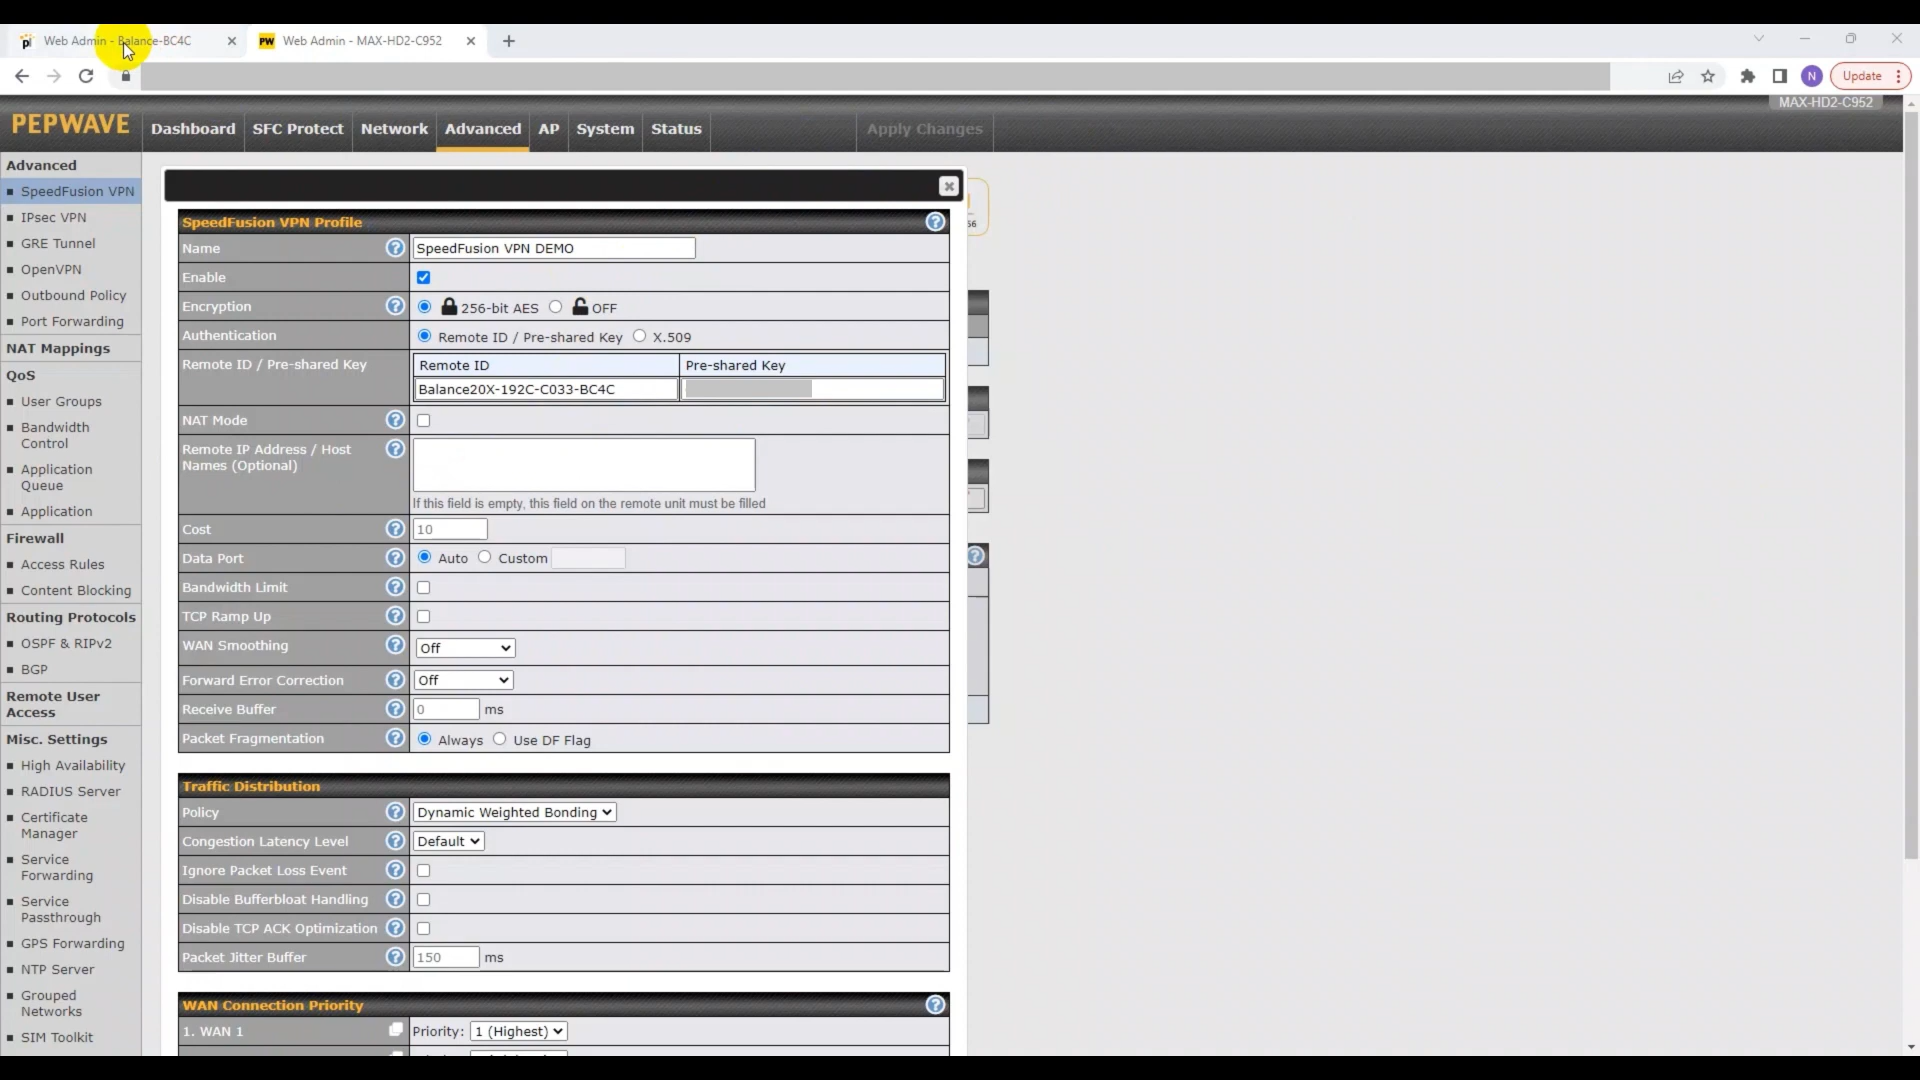 Web Admin - Balance-BC4C
PW Web Admin - MAX-HD2-C952
N
Update
MAX-HD2-C952
PEPWAVE
Dashboard
SFC Protect
Network
Advanced
AP
System
Status
Apply Changes
Advanced
SpeedFusion VPN
IPsec VPN
GRE Tunnel
OpenVPN
Outbound Policy
Port Forwarding
NAT Mappings
QoS
User Groups
Bandwidth
Control
Application
Queue
Application
Firewall
Access Rules
Content Blocking
Routing Protocols
OSPF & RIPv2
BGP
Remote User
Access
Misc. Settings
High Availability
RADIUS Server
Certificate
Manager
Service
Forwarding
Service
Passthrough
GPS Forwarding
NTP Server
Grouped
Networks
SIM Toolkit
SpeedFusion VPN Profile
Name
SpeedFusion VPN DEMO
Enable
Encryption
256-bit AES
OFF
Authentication
Remote ID / Pre-shared Key
X.509
Remote ID / Pre-shared Key
Remote ID
Pre-shared Key
Balance20X-192C-C033-BC4C
NAT Mode
Remote IP Address / Host
Names (Optional)
If this field is empty, this field on the remote unit must be filled
Cost
10
Data Port
Auto
Custom
Bandwidth Limit
TCP Ramp Up
WAN Smoothing
Off
Forward Error Correction
Off
Receive Buffer
0 ms
Packet Fragmentation
Always
Use DF Flag
Traffic Distribution
Policy
Dynamic Weighted Bonding
Congestion Latency Level
Default
Ignore Packet Loss Event
Disable Bufferbloat Handling
Disable TCP ACK Optimization
Packet Jitter Buffer
150 ms
WAN Connection Priority
1. WAN 1
Priority: 1 (Highest)